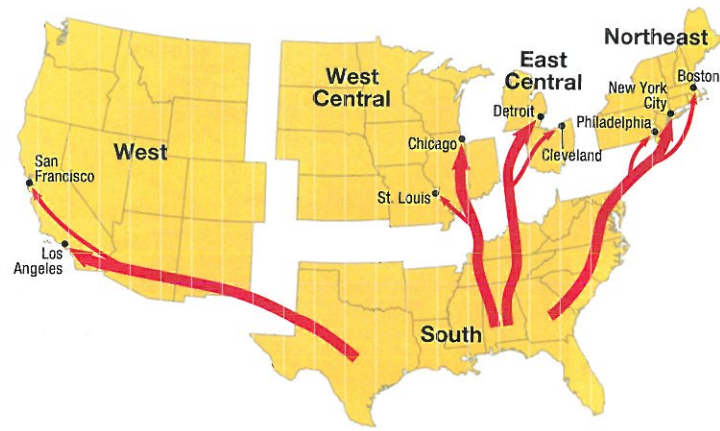 Northeast
East
Central
West
Central
West
New York
City
Boston
Detroit
Philadelphia
Chicago
Cleveland
San
Francisco
St. Louis
Los
Angeles
South